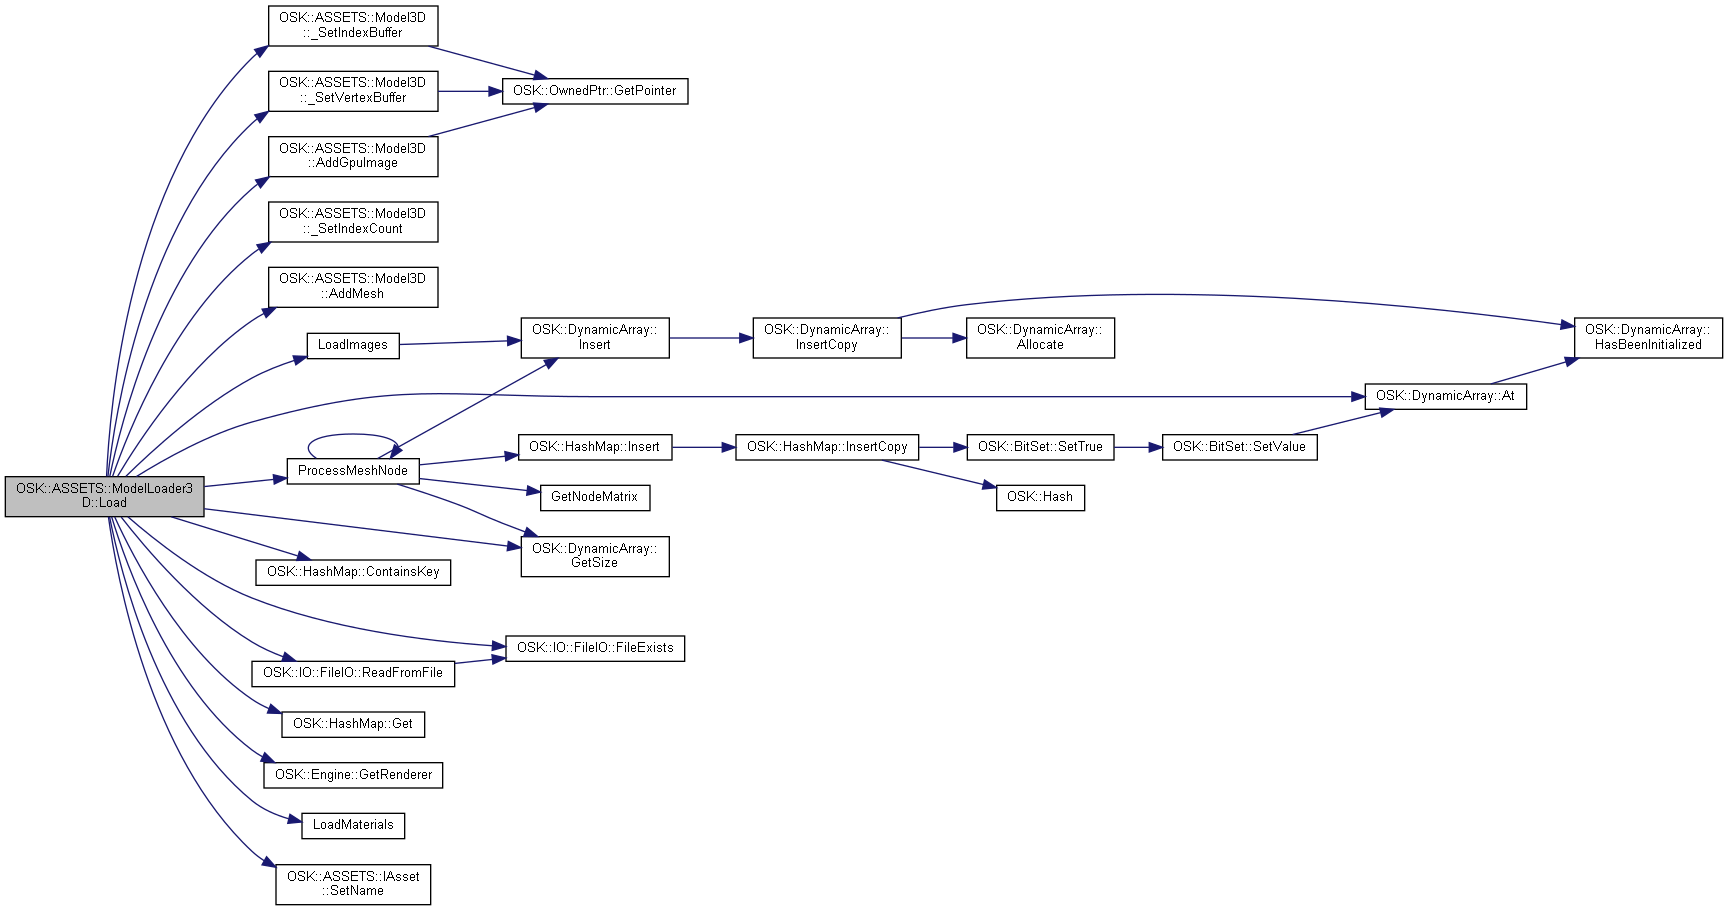 OSK::ASSETS::Model3D
::_SetIndexBuffer
OSK::ASSETS::Model3D
::_SetVertexBuffer
OSK::OwnedPtr::GetPointer
OSK::ASSETS::Model3D
::AddGpuImage
OSK::ASSETS::Model3D
::_SetIndexCount
OSK::ASSETS::Model3D
::AddMesh
LoadImages
OSK::DynamicArray::
Insert
OSK::DynamicArray::
InsertCopy
OSK::DynamicArray::
Allocate
OSK::DynamicArray::
HasBeenInitialized
OSK::DynamicArray::At
ProcessMeshNode
OSK::HashMap::Insert
OSK::HashMap::InsertCopy
OSK::BitSet::SetTrue
OSK::BitSet::SetValue
OSK::ASSETS::ModelLoader3
D::Load
GetNodeMatrix
OSK::Hash
OSK::DynamicArray::
GetSize
OSK::HashMap::ContainsKey
OSK::IO::FileIO::FileExists
OSK::IO::FileIO::ReadFromFile
OSK::HashMap::Get
OSK::Engine::GetRenderer
LoadMaterials
OSK::ASSETS::IAsset
::SetName